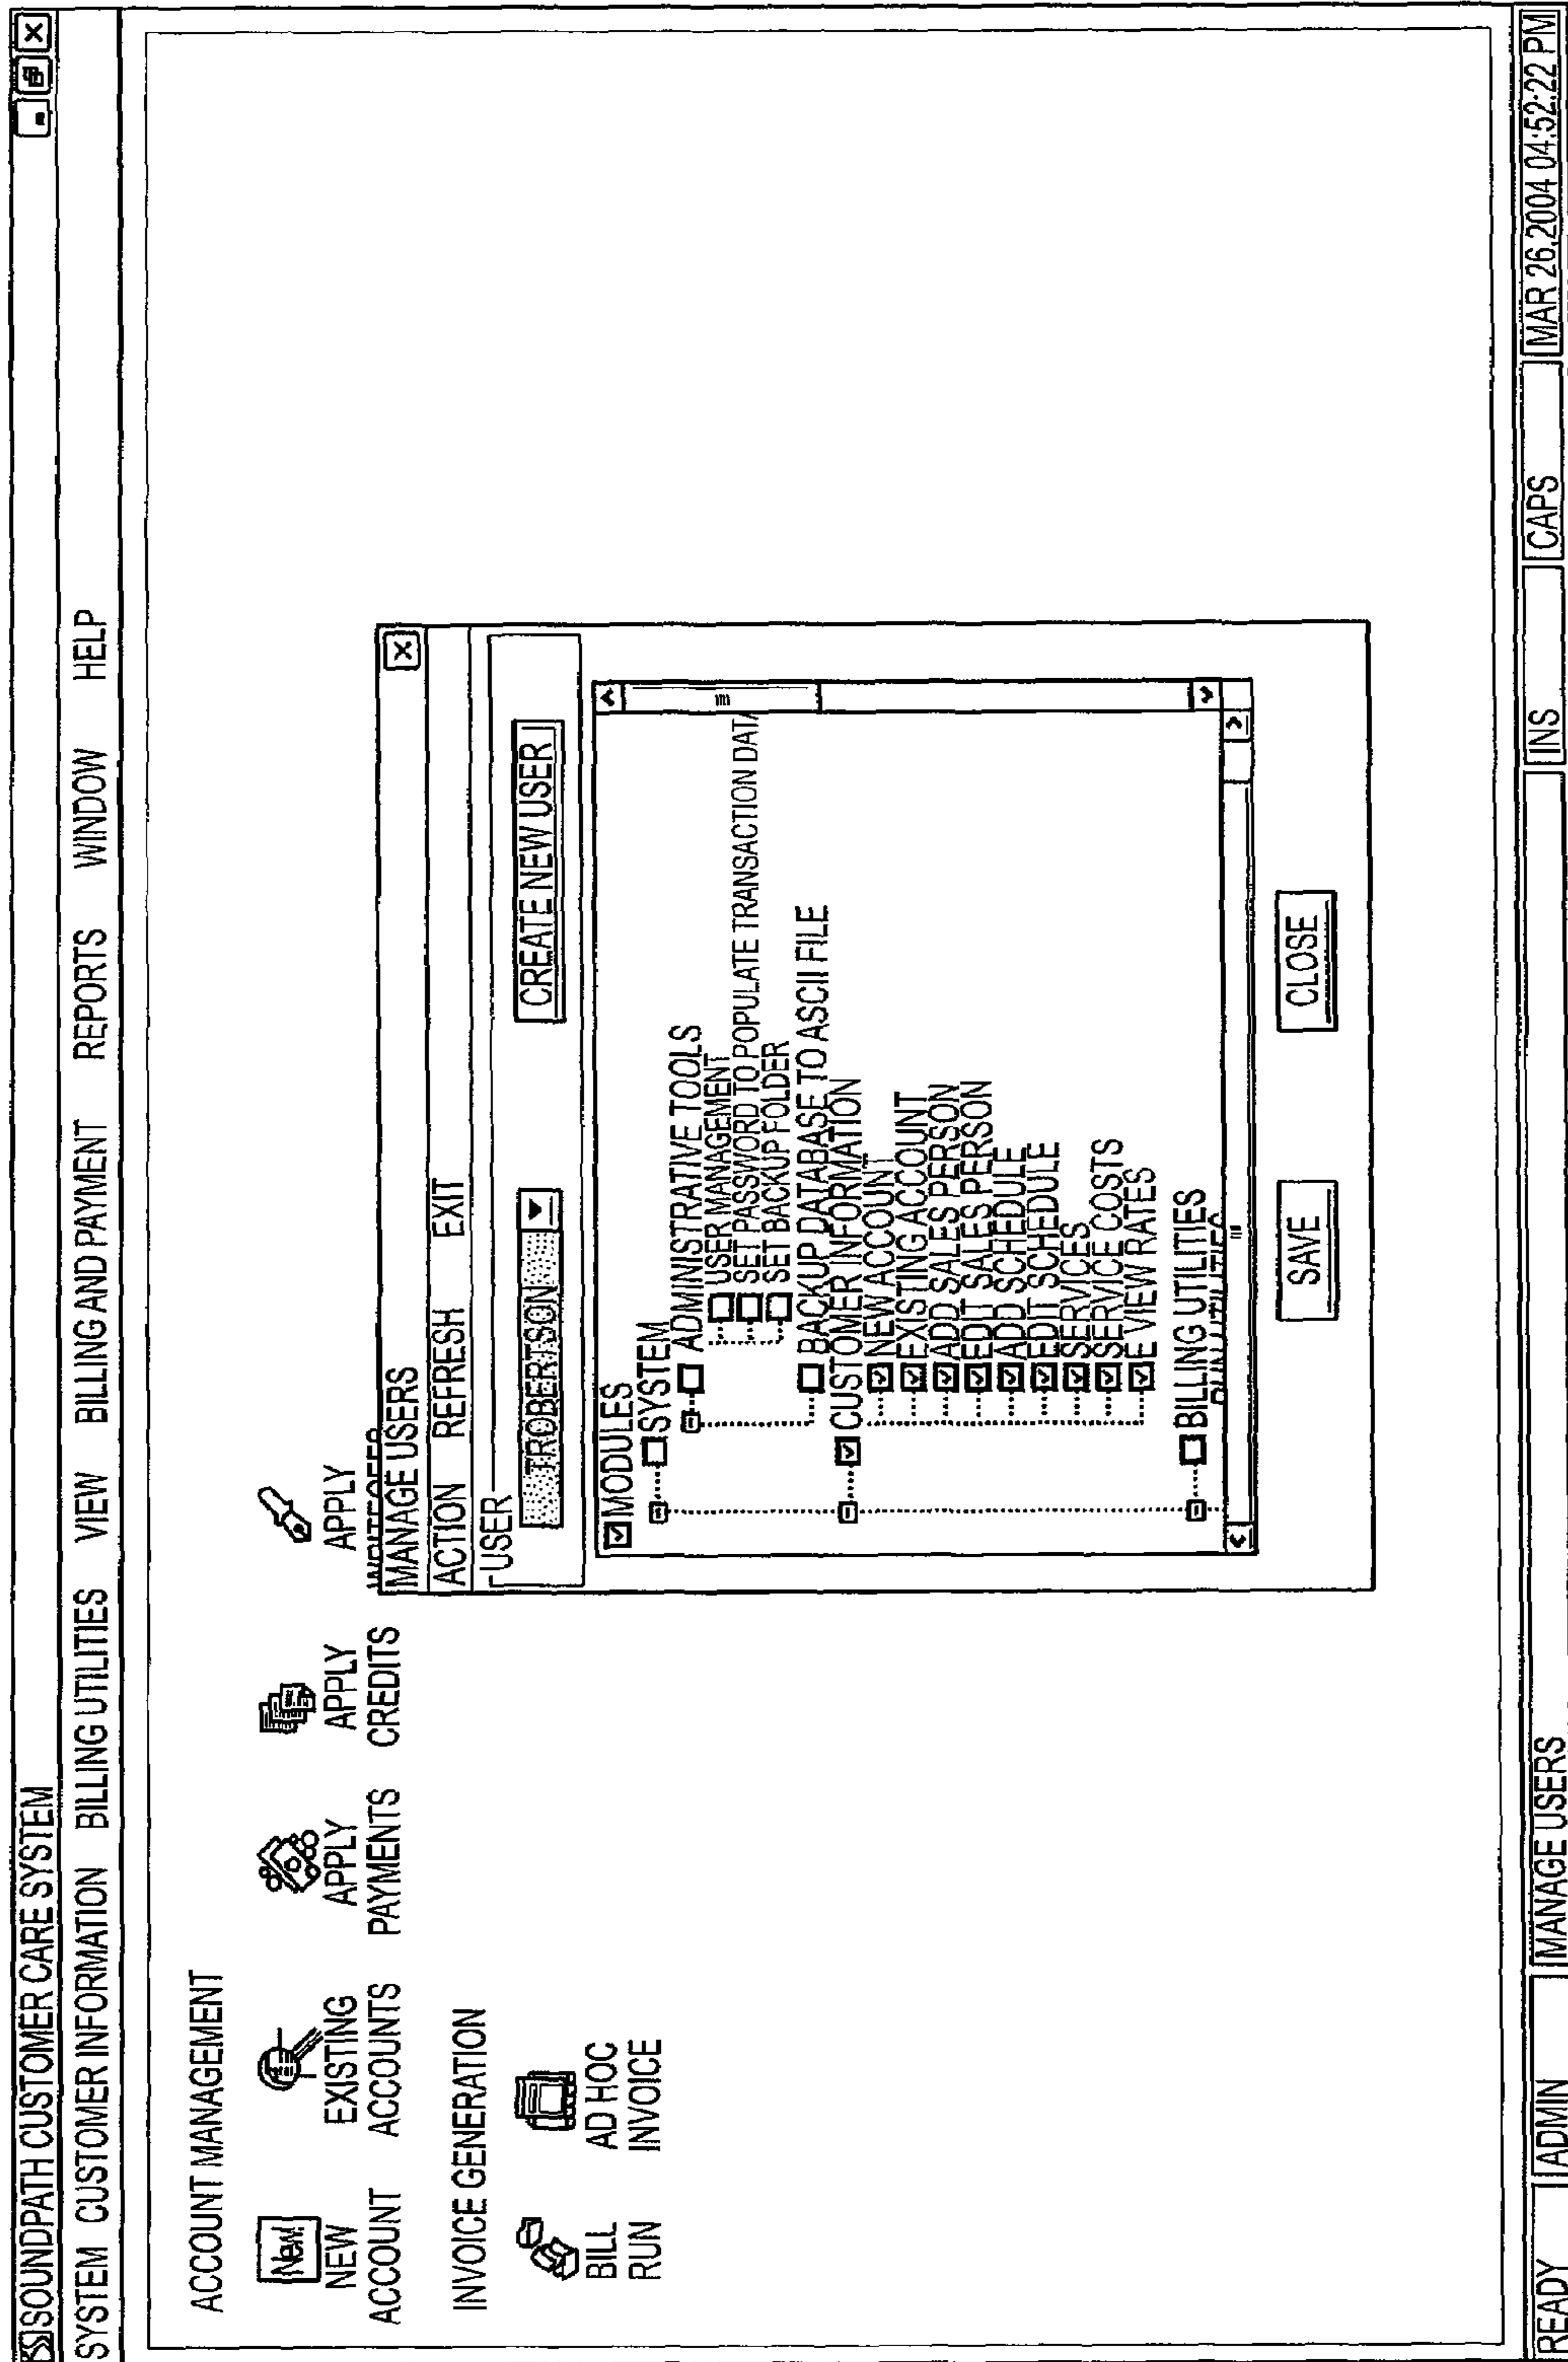 SOUNDPATH CUSTOMER CARE SYSTEM
SYSTEM CUSTOMER INFORMATION BILLING UTILITIES VIEW BILLING AND PAYMENT REPORTS WINDOW HELP
ACCOUNT MANAGEMENT
New!
NEW ACCOUNT
EXISTING ACCOUNTS
APPLY PAYMENTS
APPLY CREDITS
APPLY
INVOICE GENERATION
BILL RUN
AD HOC INVOICE
MANAGE USERS
ACTION REFRESH EXIT
USER
TROBERTSON
CREATE NEW USER
MODULES
SYSTEM
ADMINISTRATIVE TOOLS
USER MANAGEMENT
SET PASSWORD TO POPULATE TRANSACTION DATA
SET BACKUP FOLDER
BACKUP DATABASE TO ASCII FILE
CUSTOMER INFORMATION
NEW ACCOUNT
EXISTING ACCOUNT
ADD SALES PERSON
EDIT SALES PERSON
ADD SCHEDULE
EDIT SCHEDULE
SERVICES
SERVICE COSTS
VIEW RATES
BILLING UTILITIES
SAVE
CLOSE
READY ADMIN MANAGE USERS INS CAPS MAR 26,2004 04:52:22 PM